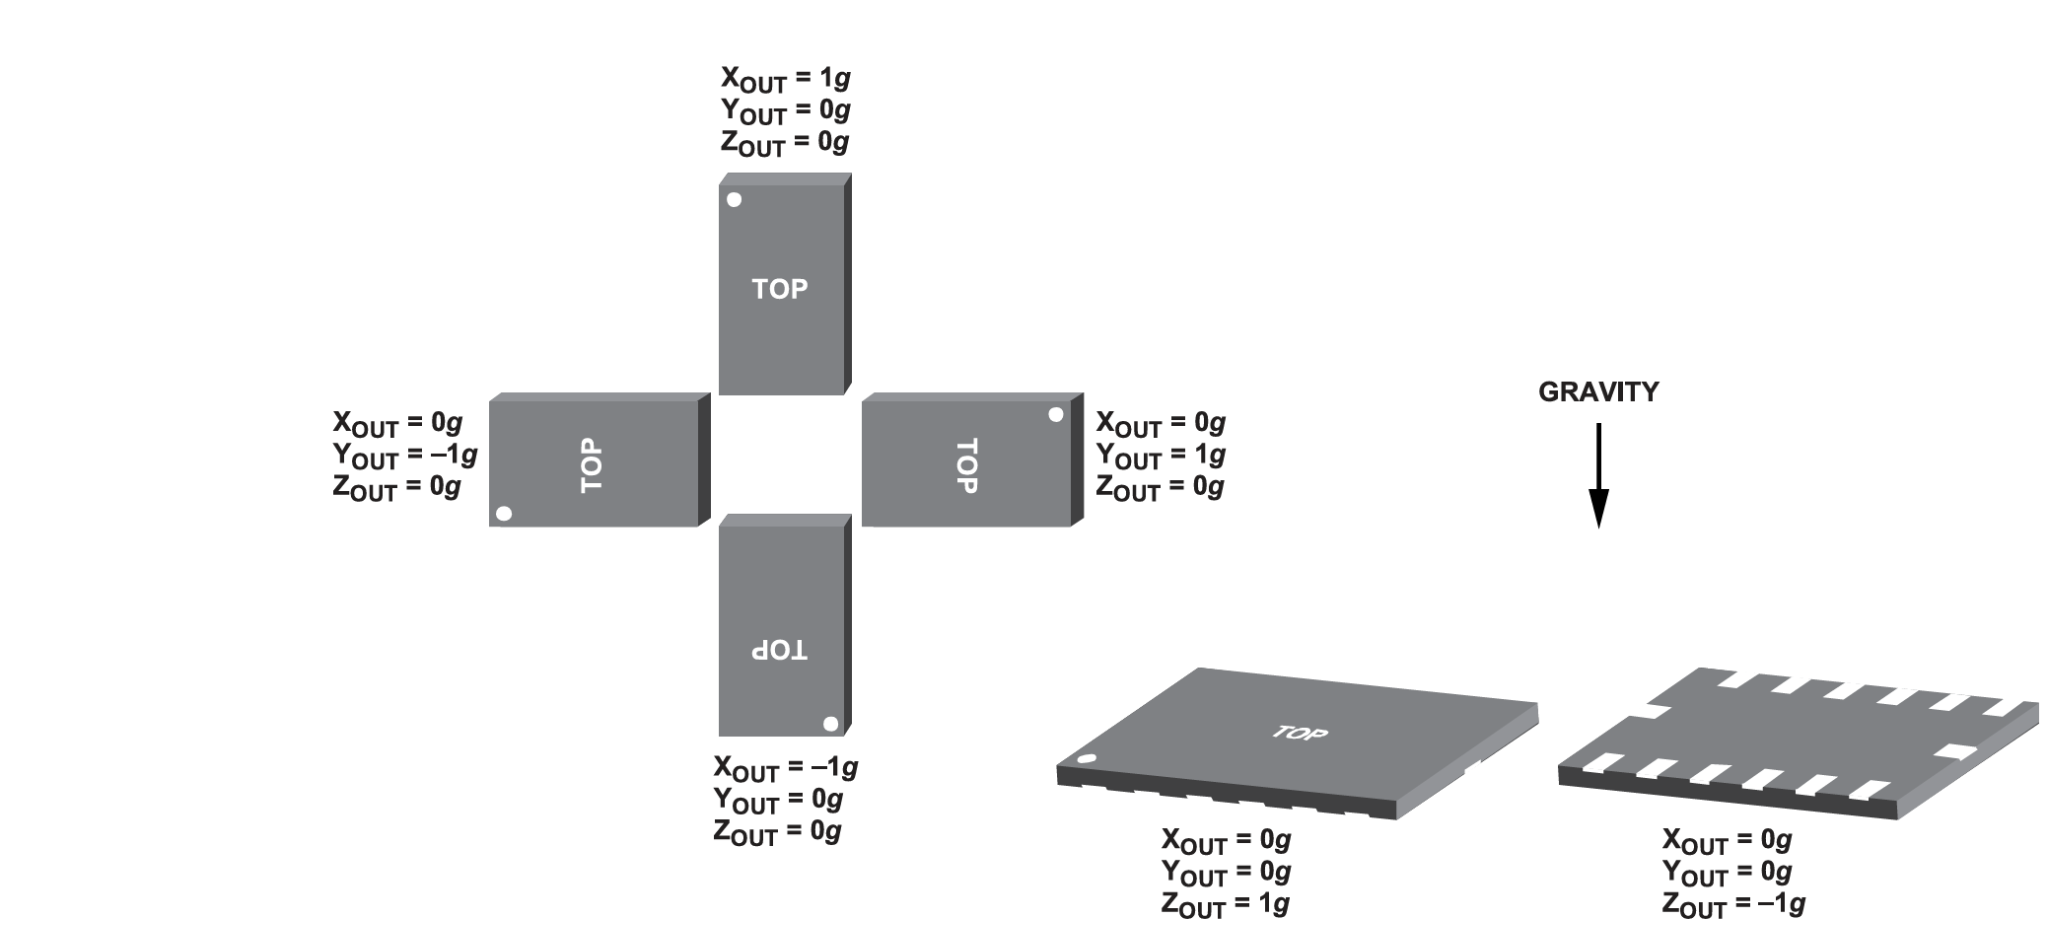 XOUT = 1g
YOUT = 0g
ZOUT = 0g
TOP
XOUT = 0g
YOUT = –1g
ZOUT = 0g
TOP
TOP
XOUT = 0g
YOUT = 1g
ZOUT = 0g
GRAVITY
TOP
XOUT = –1g
YOUT = 0g
ZOUT = 0g
TOP
XOUT = 0g
YOUT = 0g
ZOUT = 1g
XOUT = 0g
YOUT = 0g
ZOUT = –1g